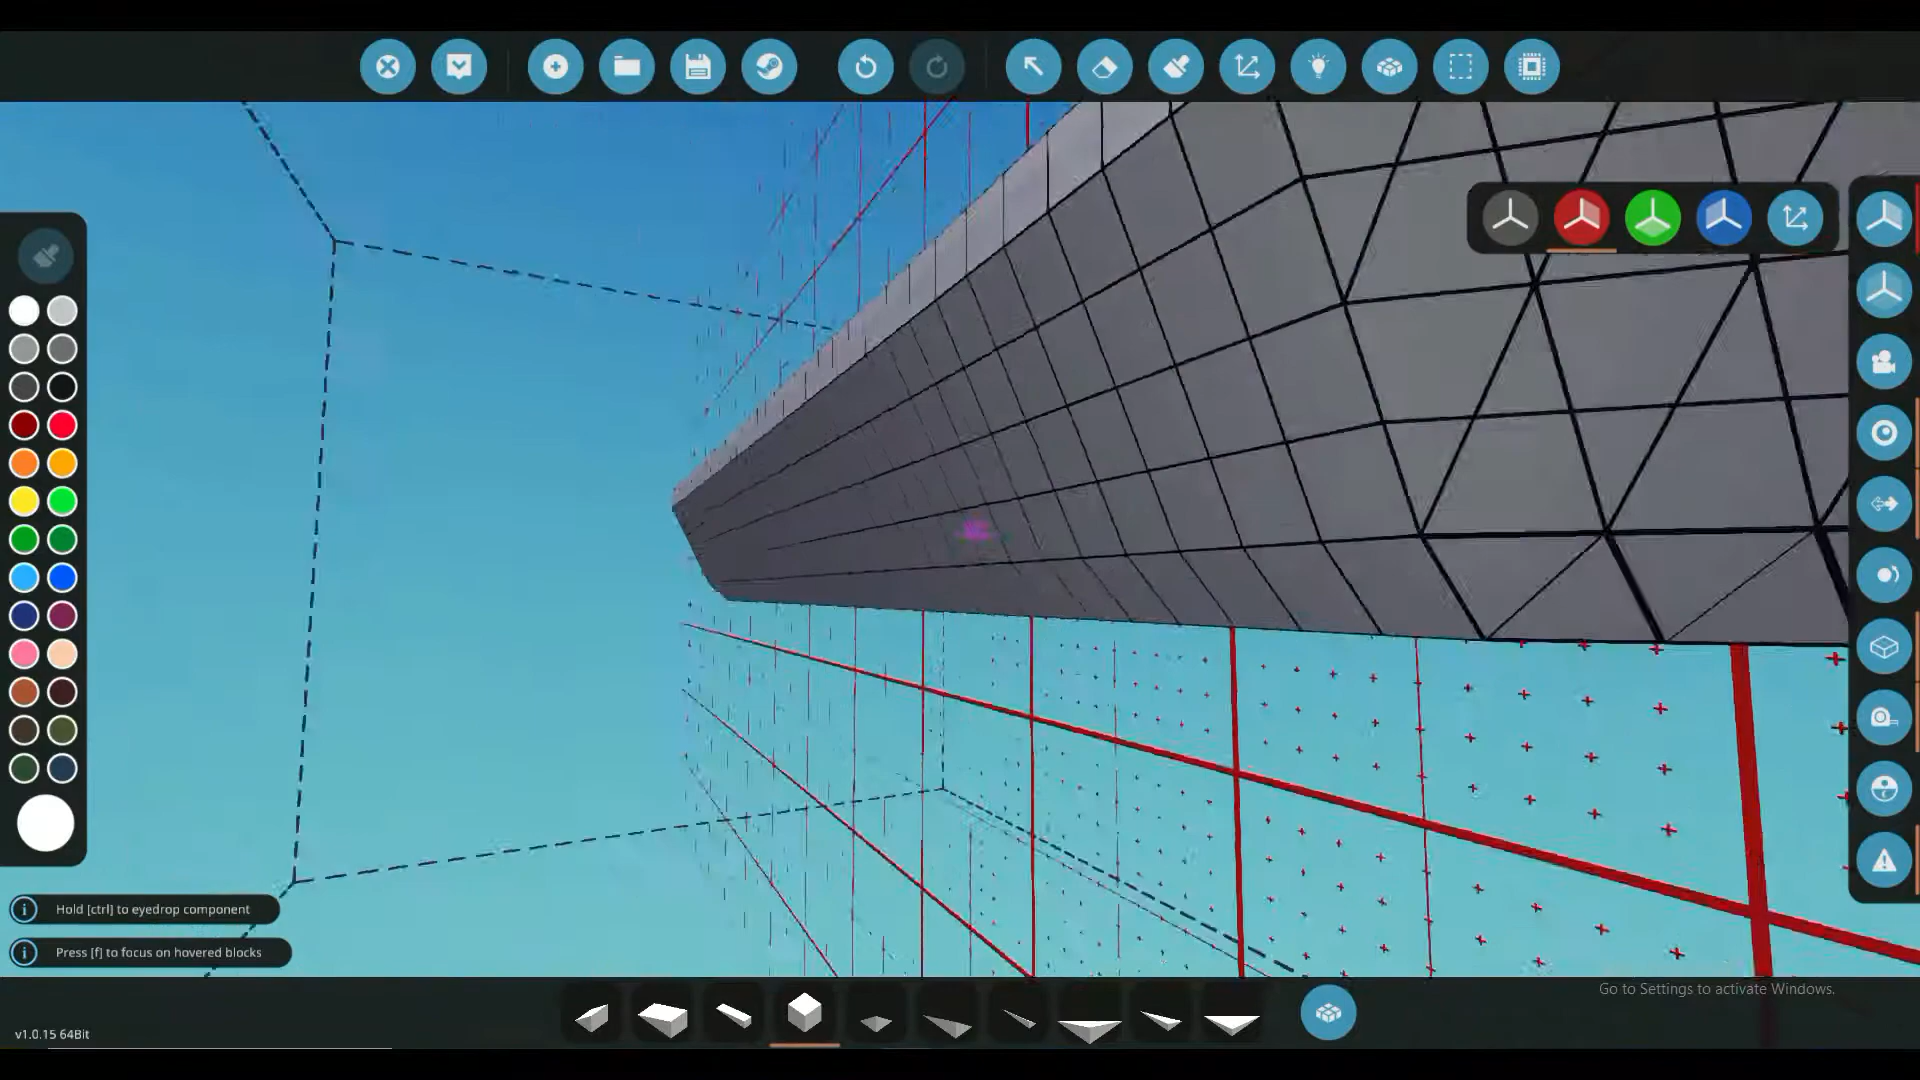 Hold [ctrl] to eyedrop component
Press [f] to focus on hovered blocks
Go to Settings to activate Windows.
v1.0.15 64Bit